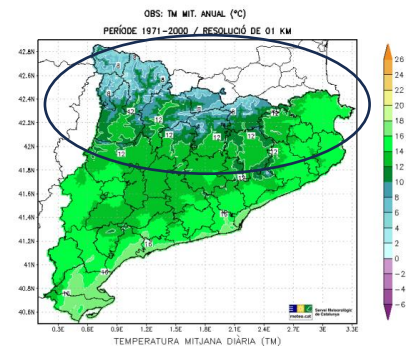 OBS: TM MIT. ANUAL (°C)
PERÍODE 1971-2000 / RESOLUCIÓ DE 01 KM
42.8N
42.6N
42.4N
42.2N
42N
41.8N
41.6N
41.4N
41.2N
41N
40.8N
40.6N
0.3E 0.6E 0.9E 1.2E 1.5E 1.8E 2.1E 2.4E 2.7E 3E 3.3E
26
24
22
20
18
16
14
12
10
8
6
4
2
0
-2
-4
-6
meteo.cat
Servei Meteorològic
de Catalunya
TEMPERATURA MITJANA DIÀRIA (TM)